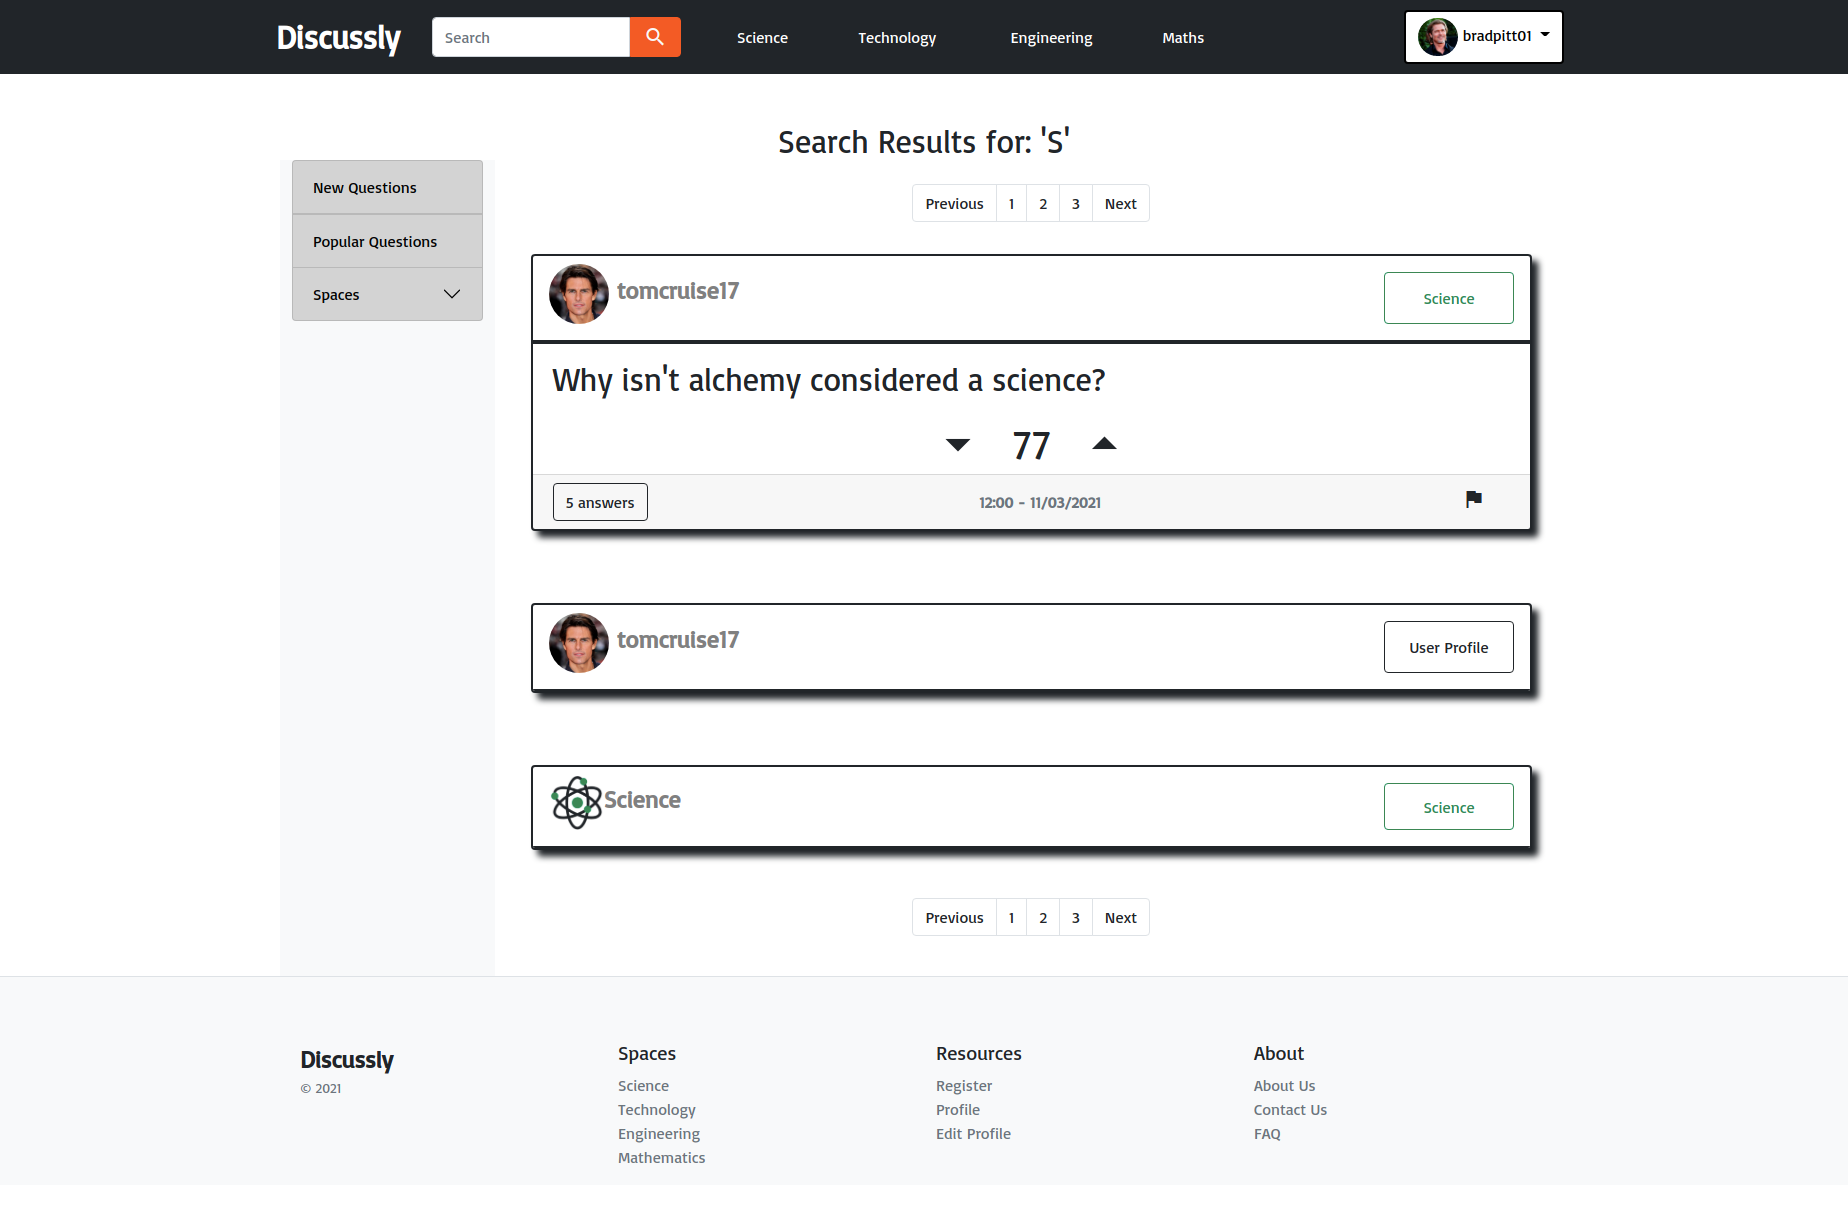 Discussly
Search
Science
Technology
Engineering
Maths
bradpitt01
Search Results for: 'S'
New Questions
Popular Questions
Spaces
Previous 1 2 3 Next
tomcruise17
Science
Why isn't alchemy considered a science?
77
5 answers
12:00 - 11/03/2021
tomcruise17
User Profile
Science
Science
Previous 1 2 3 Next
Discussly
© 2021
Spaces
Science
Technology
Engineering
Mathematics
Resources
Register
Profile
Edit Profile
About
About Us
Contact Us
FAQ